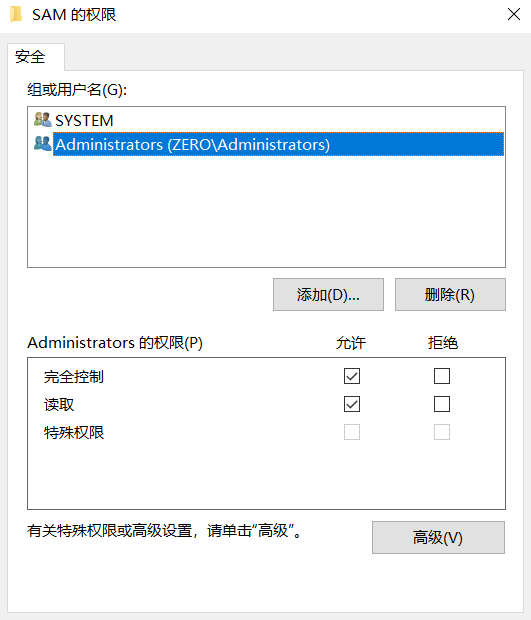 SAM 的权限
安全
组或用户名(G):
SYSTEM
Administrators (ZERO\Administrators)
添加(D)... 删除(R)
Administrators 的权限(P) 允许 拒绝
完全控制
读取
特殊权限
有关特殊权限或高级设置，请单击“高级”。
高级(V)